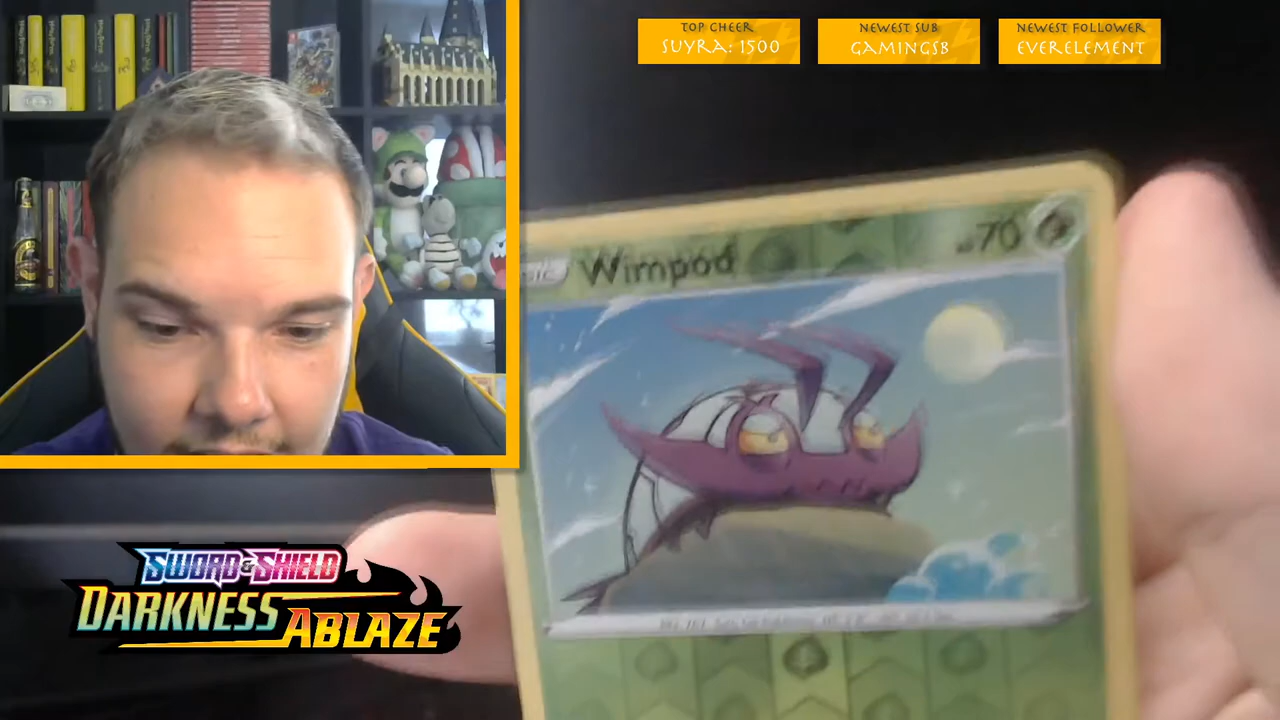 TOP CHEER
SUYRA: 1500
NEWEST SUB
GAMINGSB
NEWEST FOLLOWER
EVERELEMENT
Wimpod
70
SWORD & SHIELD
DARKNESS
ABLAZE